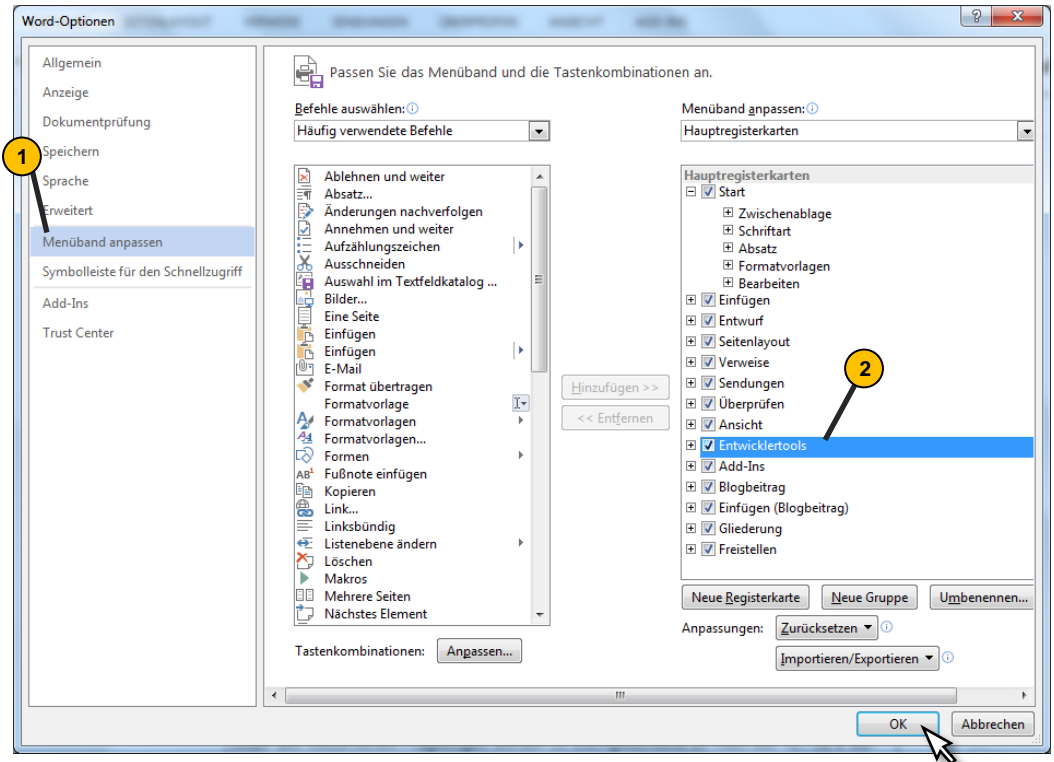 Word-Optionen
Allgemein
Anzeige
Dokumentprüfung
Speichern
Sprache
Erweitert
Menüband anpassen
Symbolleiste für den Schnellzugriff
Add-Ins
Trust Center
1
Passen Sie das Menüband und die Tastenkombinationen an.
Befehle auswählen:
Häufig verwendete Befehle
Ablehnen und weiter
Absatz...
Änderungen nachverfolgen
Annehmen und weiter
Aufzählungszeichen
Ausschneiden
Auswahl im Textfeldkatalog ...
Bilder...
Eine Seite
Einfügen
Einfügen
E-Mail
Format übertragen
Formatvorlage
Formatvorlagen
Formatvorlagen...
Formen
Fußnote einfügen
Kopieren
Link...
Linksbündig
Listenebene ändern
Löschen
Makros
Mehrere Seiten
Nächstes Element
Tastenkombinationen: Anpassen...
Hinzufügen >>
<< Entfernen
Menüband anpassen:
Hauptregisterkarten
Hauptregisterkarten
Start
Zwischenablage
Schriftart
Absatz
Formatvorlagen
Bearbeiten
Einfügen
Entwurf
Seitenlayout
Verweise
Sendungen
Überprüfen
Ansicht
Entwicklertools
Add-Ins
Blogbeitrag
Einfügen (Blogbeitrag)
Gliederung
Freistellen
2
Neue Registerkarte Neue Gruppe Umbenennen...
Anpassungen: Zurücksetzen
Importieren/Exportieren
OK Abbrechen